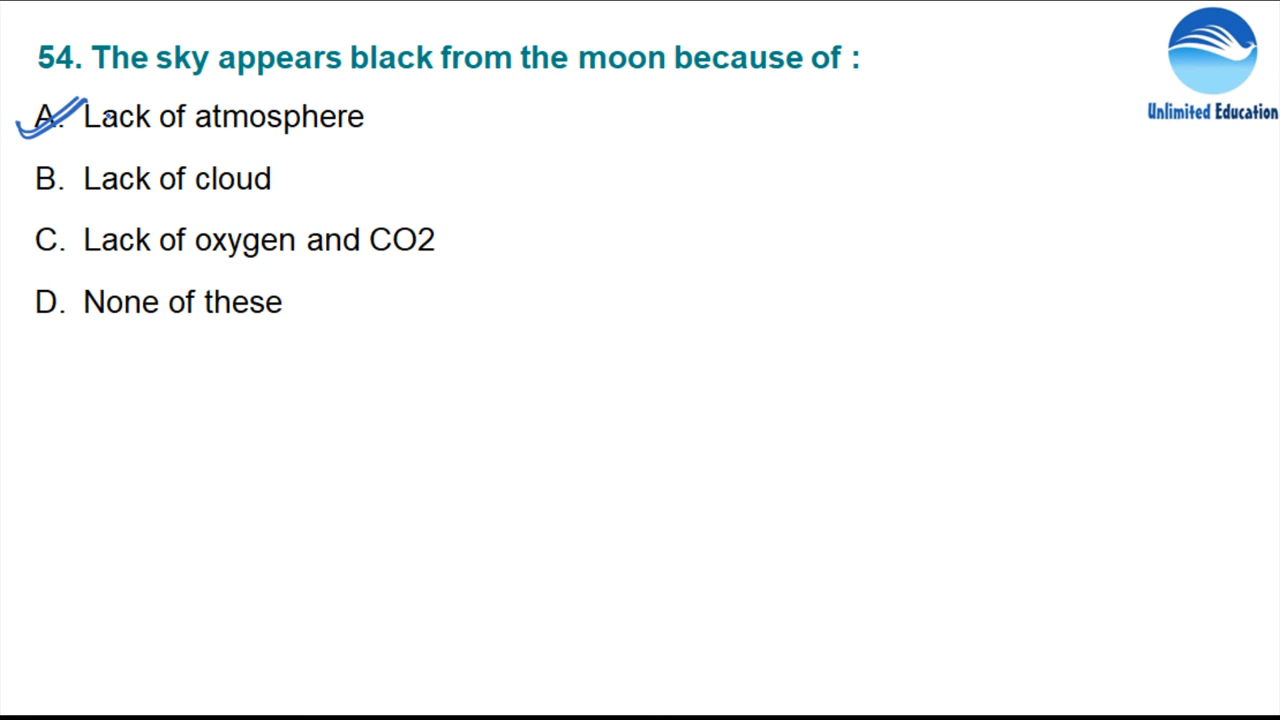 54. The sky appears black from the moon because of :
A. Lack of atmosphere
B. Lack of cloud
C. Lack of oxygen and CO2
D. None of these
Unlimited Education